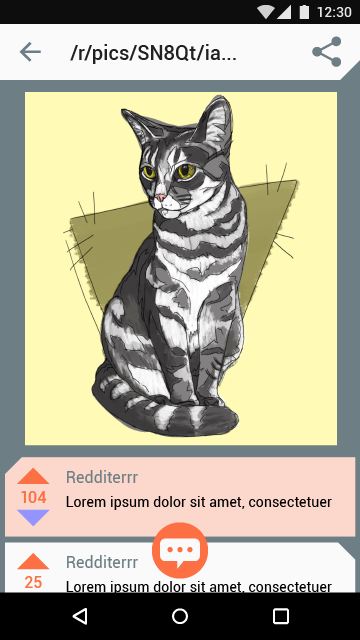 12:30
/r/pics/SN8Qt/ia...
Redditerrr
104
Lorem ipsum dolor sit amet, consectetuer
Redditerrr
25
Lorem ipsum dolor sit amet, consectetuer